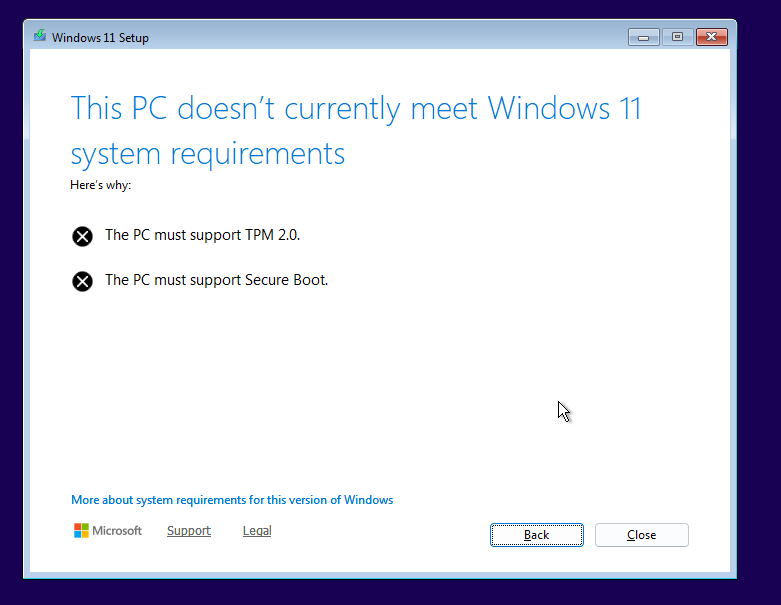 Windows 11 Setup
This PC doesn’t currently meet Windows 11
system requirements
Here's why:
The PC must support TPM 2.0.
The PC must support Secure Boot.
More about system requirements for this version of Windows
Microsoft Support Legal Back Close